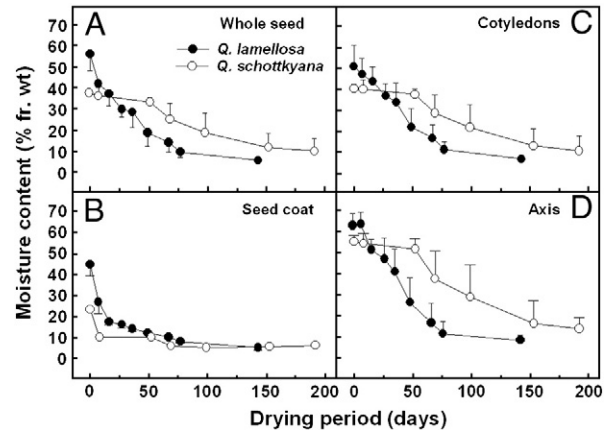 A
Whole seed
Q. lamellosa
Q. schottkyana
C
Cotyledons
70
60
50
40
30
20
10
0
B
Seed coat
D
Axis
70
60
50
40
30
20
10
0
0 50 100 150 0 50 100 150 200
Moisture content (% fr. wt)
Drying period (days)